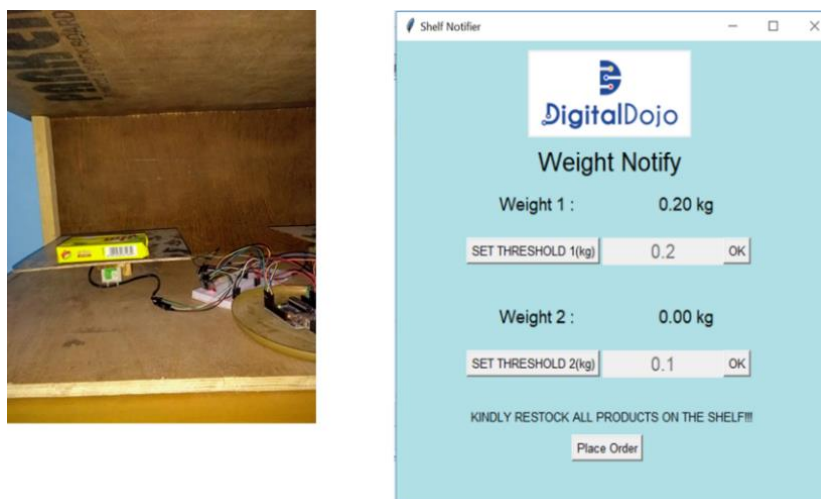 Shelf Notifier
DigitalDojo
Weight Notify
Weight 1 : 0.20 kg
SET THRESHOLD 1(kg) 0.2 OK
Weight 2 : 0.00 kg
SET THRESHOLD 2(kg) 0.1 OK
KINDLY RESTOCK ALL PRODUCTS ON THE SHELF!!!
Place Order